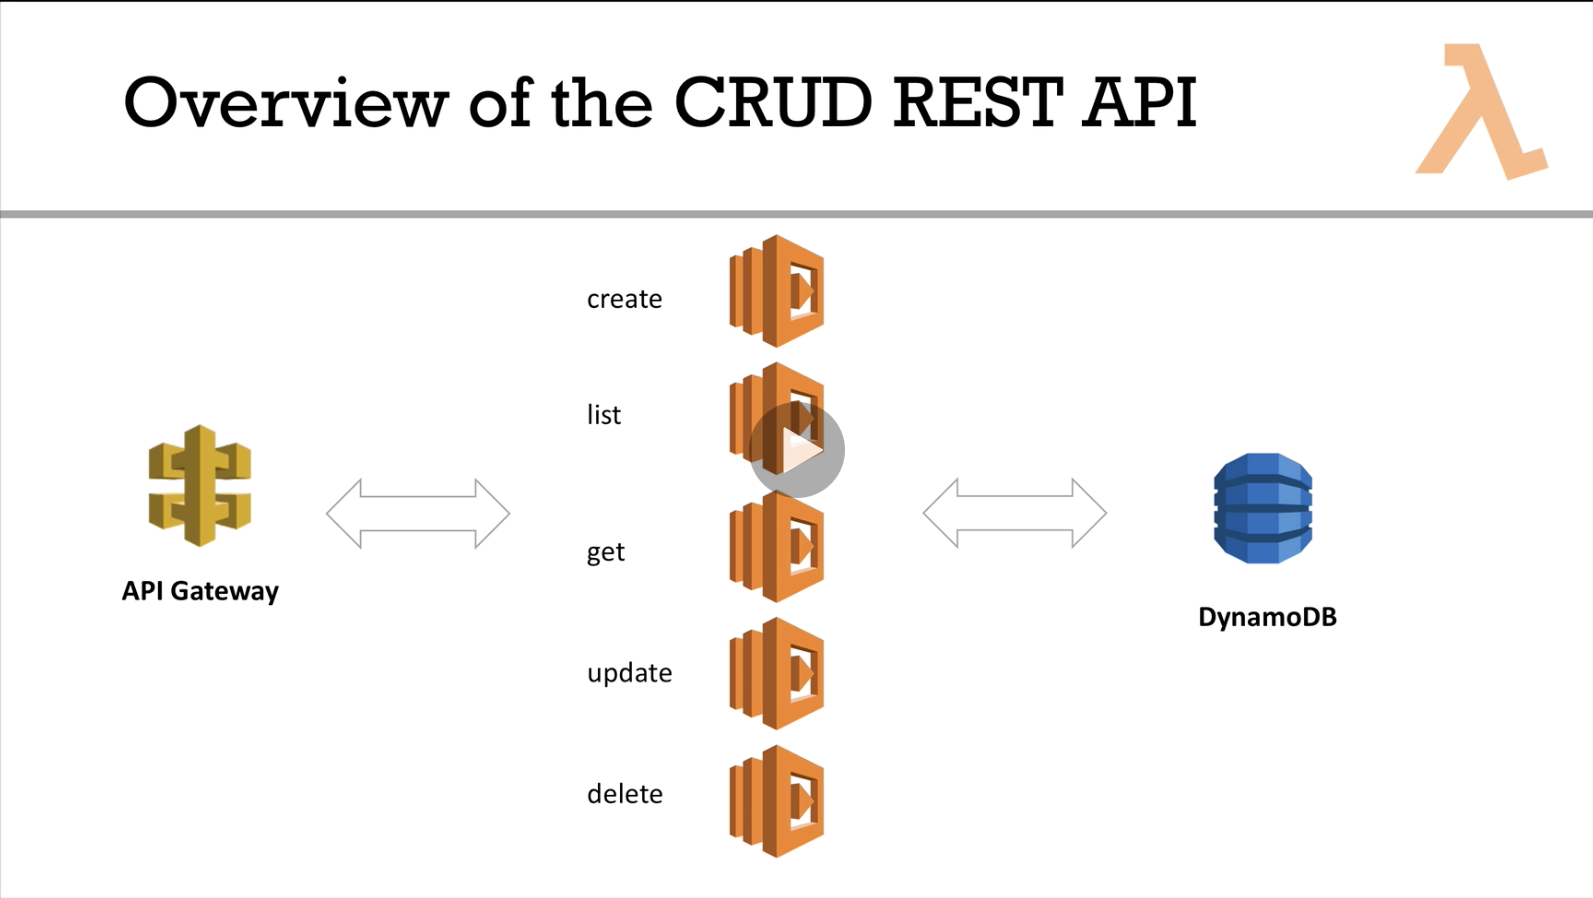 Overview of the CRUD REST API
create
list
get
update
delete
API Gateway
DynamoDB